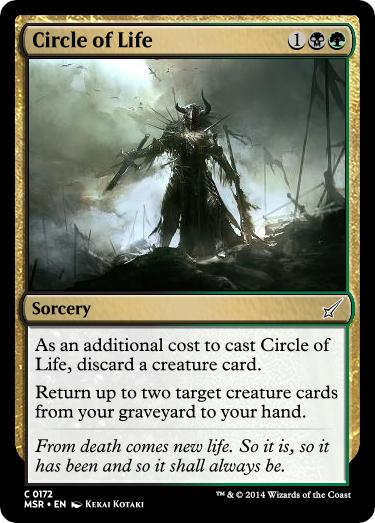 Circle of Life 1
Sorcery
As an additional cost to cast Circle of
Life, discard a creature card.
Return up to two target creature cards
from your graveyard to your hand.
From death comes new life. So it is, so it
has been and so it shall always be.
C 0172
MSR • EN Kekai Kotaki
™ & © 2014 Wizards of the Coast